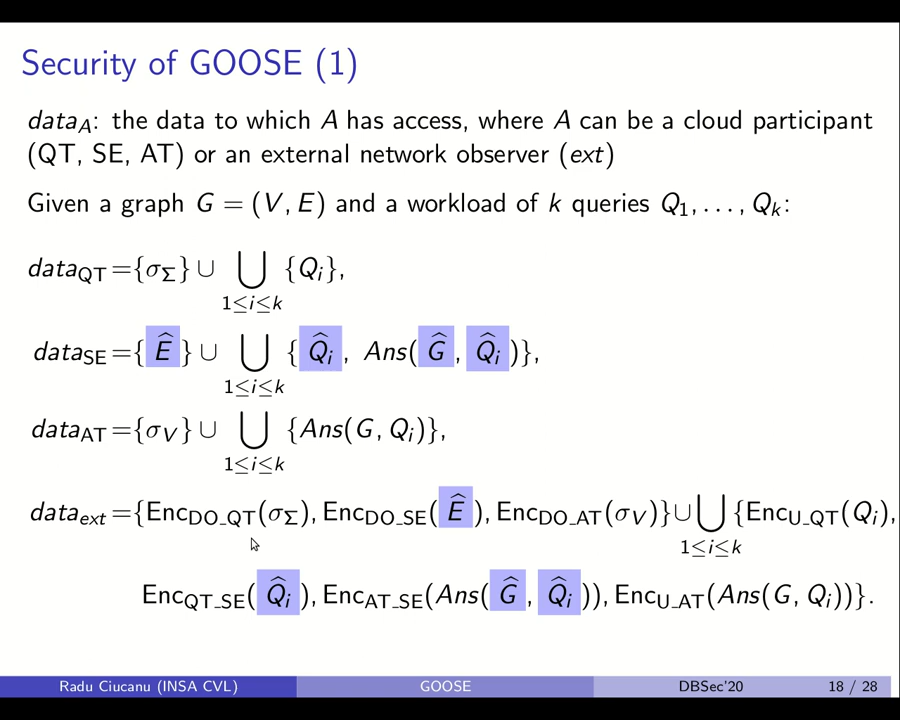 Security of GOOSE (1)
data_A: the data to which A has access, where A can be a cloud participant
(QT, SE, AT) or an external network observer (ext)
Given a graph G = (V, E) and a workload of k queries Q_1, . . . , Q_k:
data_QT = {σ_Σ} ∪ ⋃_{1≤i≤k} {Q_i},
data_SE = {Ê} ∪ ⋃_{1≤i≤k} {Q̂_i, Ans(Ĝ, Q̂_i)},
data_AT = {σ_V} ∪ ⋃_{1≤i≤k} {Ans(G, Q_i)},
data_ext = {Enc_DO_QT(σ_Σ), Enc_DO_SE(Ê), Enc_DO_AT(σ_V)} ∪ ⋃_{1≤i≤k} {Enc_U_QT(Q_i),
Enc_QT_SE(Q̂_i), Enc_AT_SE(Ans(Ĝ, Q̂_i)), Enc_U_AT(Ans(G, Q_i))}.
Radu Ciucanu (INSA CVL) GOOSE DBSec'20 18 / 28